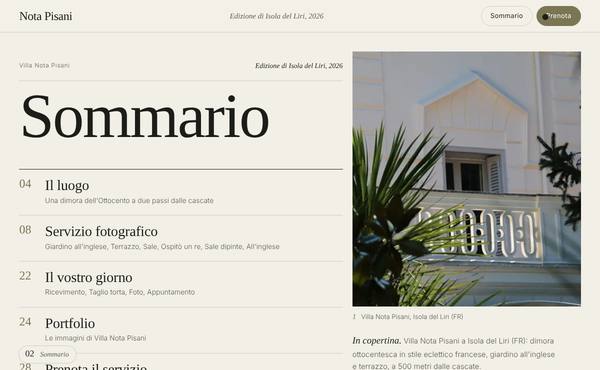 Nota Pisani
Edizione di Isola del Liri, 2026
Sommario
Prenota
Villa Nota Pisani
Edizione di Isola del Liri, 2026
Sommario
04 Il luogo
Una dimora dell'Ottocento a due passi dalle cascate
08 Servizio fotografico
Giardino all'inglese, Terrazzo, Sale, Ospitò un re, Sale dipinte, All'inglese
22 Il vostro giorno
Ricevimento, Taglio torta, Foto, Appuntamento
24 Portfolio
Le immagini di Villa Nota Pisani
02 Sommario
28 Prenota il servizio
1 Villa Nota Pisani, Isola del Liri (FR)
In copertina. Villa Nota Pisani, Isola del Liri (FR): dimora
ottocentesca in stile eclettico francese, giardino all'inglese
e terrazzo, a 500 metri dalle cascate.